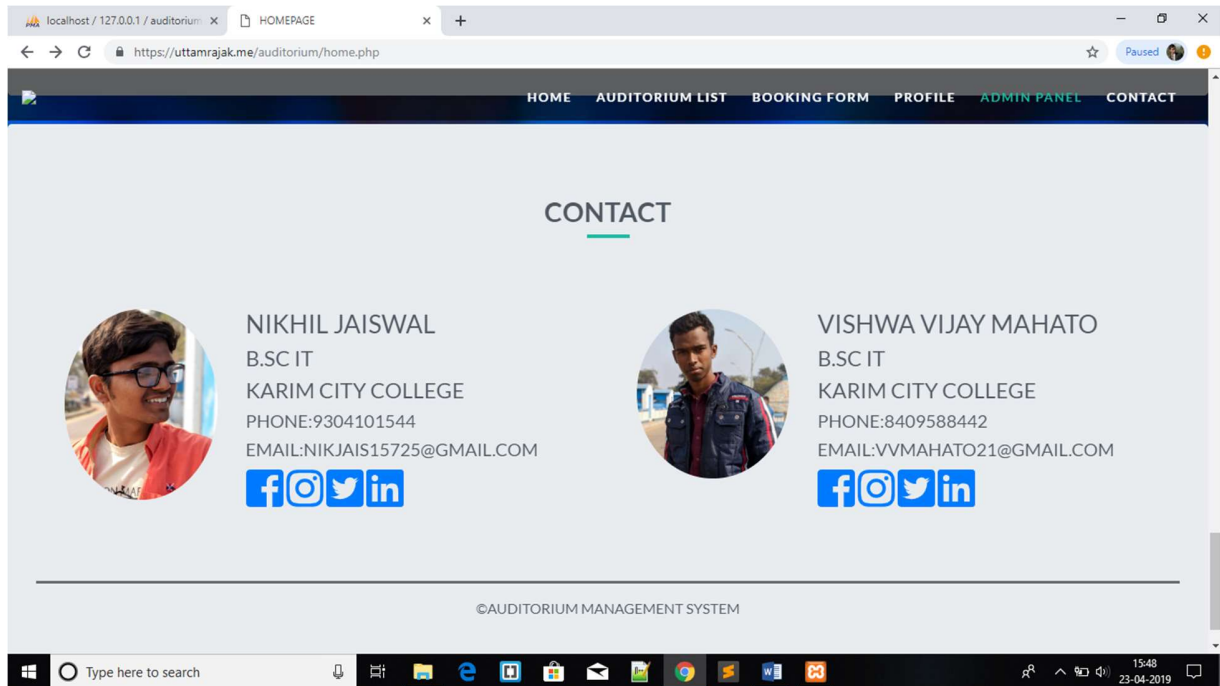 localhost / 127.0.0.1 / auditorium
HOMEPAGE
https://uttamrajak.me/auditorium/home.php
Paused
HOME AUDITORIUM LIST BOOKING FORM PROFILE ADMIN PANEL CONTACT
CONTACT
NIKHIL JAISWAL
B.SC IT
KARIM CITY COLLEGE
PHONE:9304101544
EMAIL:NIKJAIS15725@GMAIL.COM
VISHWA VIJAY MAHATO
B.SC IT
KARIM CITY COLLEGE
PHONE:8409588442
EMAIL:VVMAHATO21@GMAIL.COM
©AUDITORIUM MANAGEMENT SYSTEM
Type here to search
15:48
23-04-2019